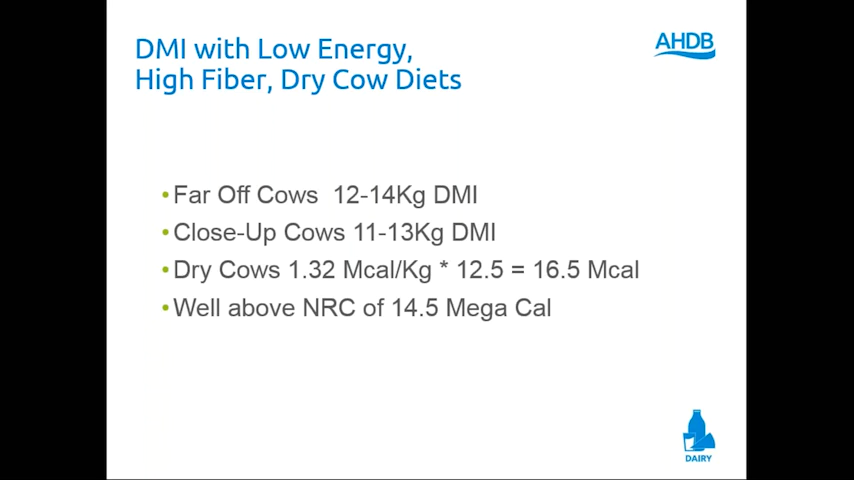 DMI with Low Energy,
High Fiber, Dry Cow Diets
AHDB
•Far Off Cows  12-14Kg DMI
•Close-Up Cows 11-13Kg DMI
•Dry Cows 1.32 Mcal/Kg * 12.5 = 16.5 Mcal
•Well above NRC of 14.5 Mega Cal
DAIRY